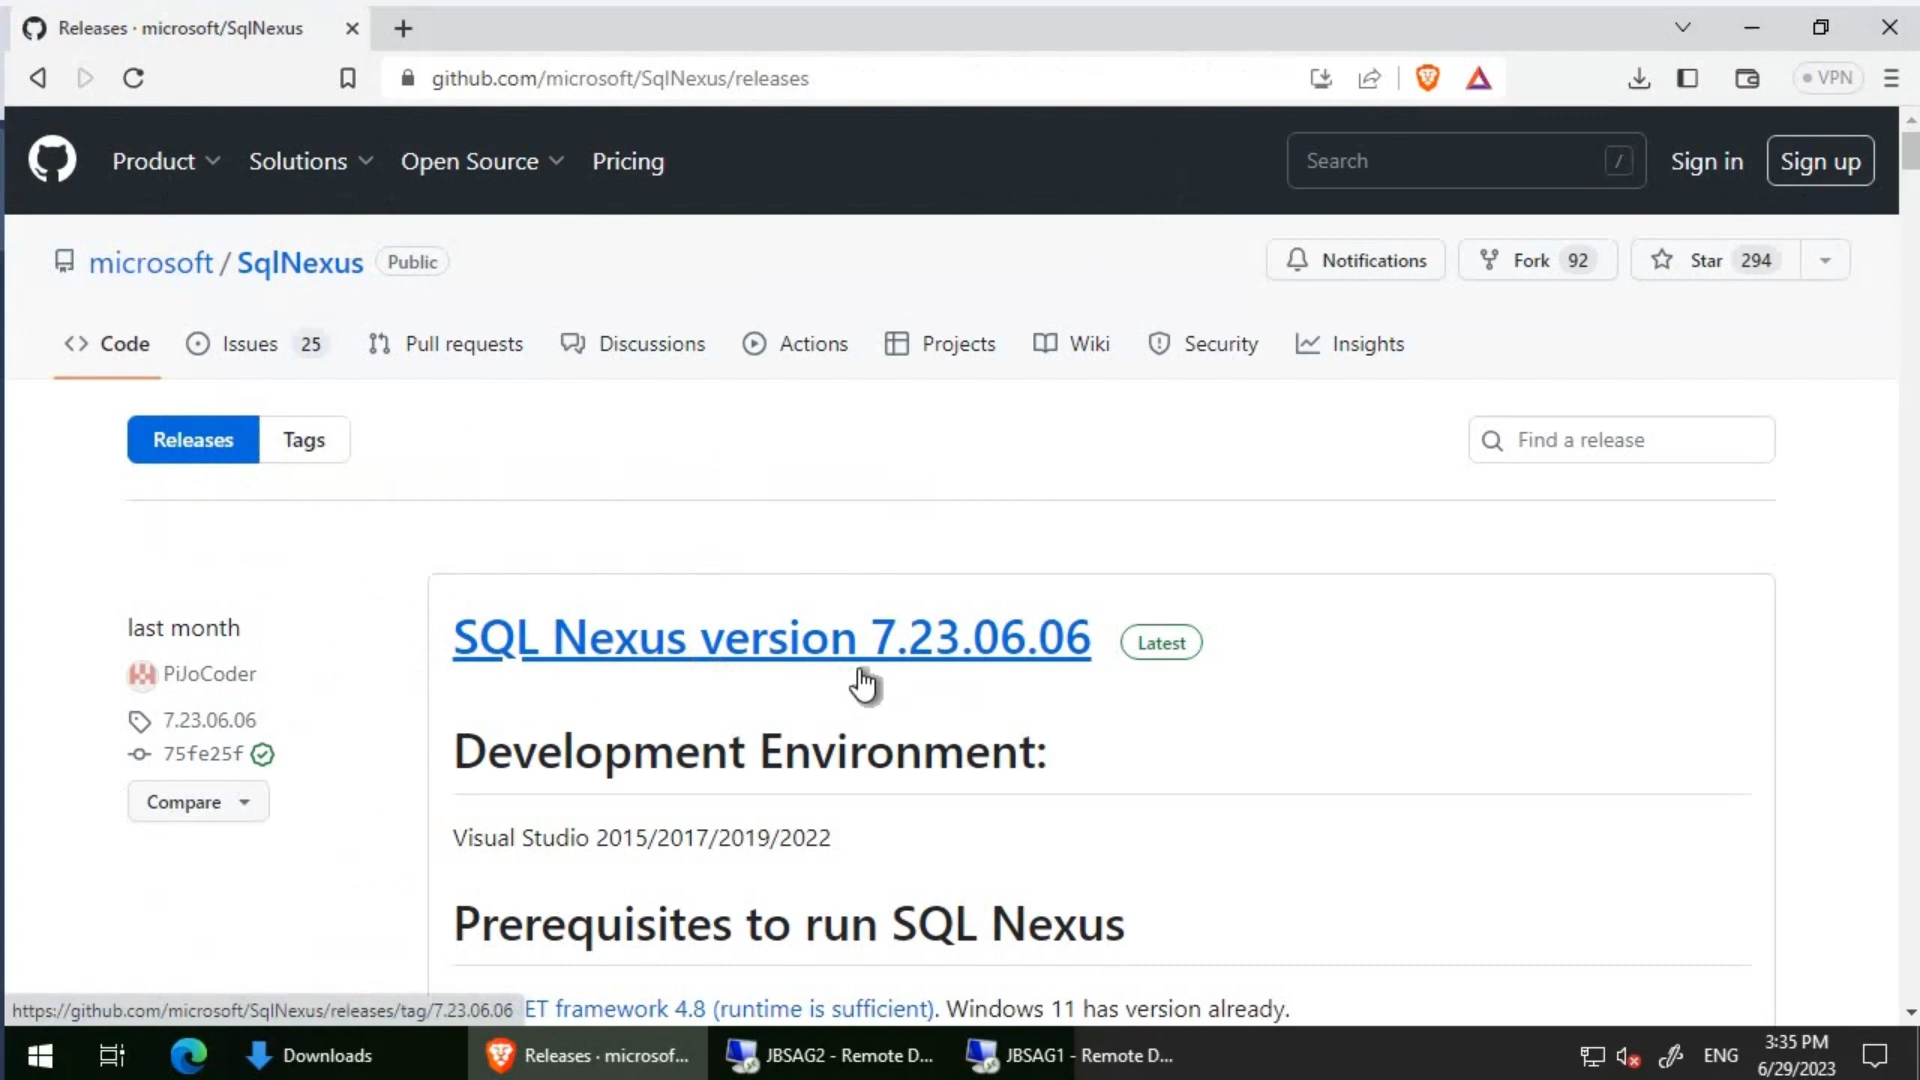 Releases · microsoft/SqlNexus
github.com/microsoft/SqlNexus/releases
VPN
Product
Solutions
Open Source
Pricing
Search
/
Sign in
Sign up
microsoft / SqlNexus
Public
Notifications
Fork 92
Star 294
Code
Issues 25
Pull requests
Discussions
Actions
Projects
Wiki
Security
Insights
Releases
Tags
Find a release
last month
PiJoCoder
7.23.06.06
75fe25f
Compare
SQL Nexus version 7.23.06.06
Latest
Development Environment:
Visual Studio 2015/2017/2019/2022
Prerequisites to run SQL Nexus
ET framework 4.8 (runtime is sufficient). Windows 11 has version already.
https://github.com/microsoft/SqlNexus/releases/tag/7.23.06.06
Downloads
Releases · microsof...
JBSAG2 - Remote D...
JBSAG1 - Remote D...
ENG
3:35 PM
6/29/2023